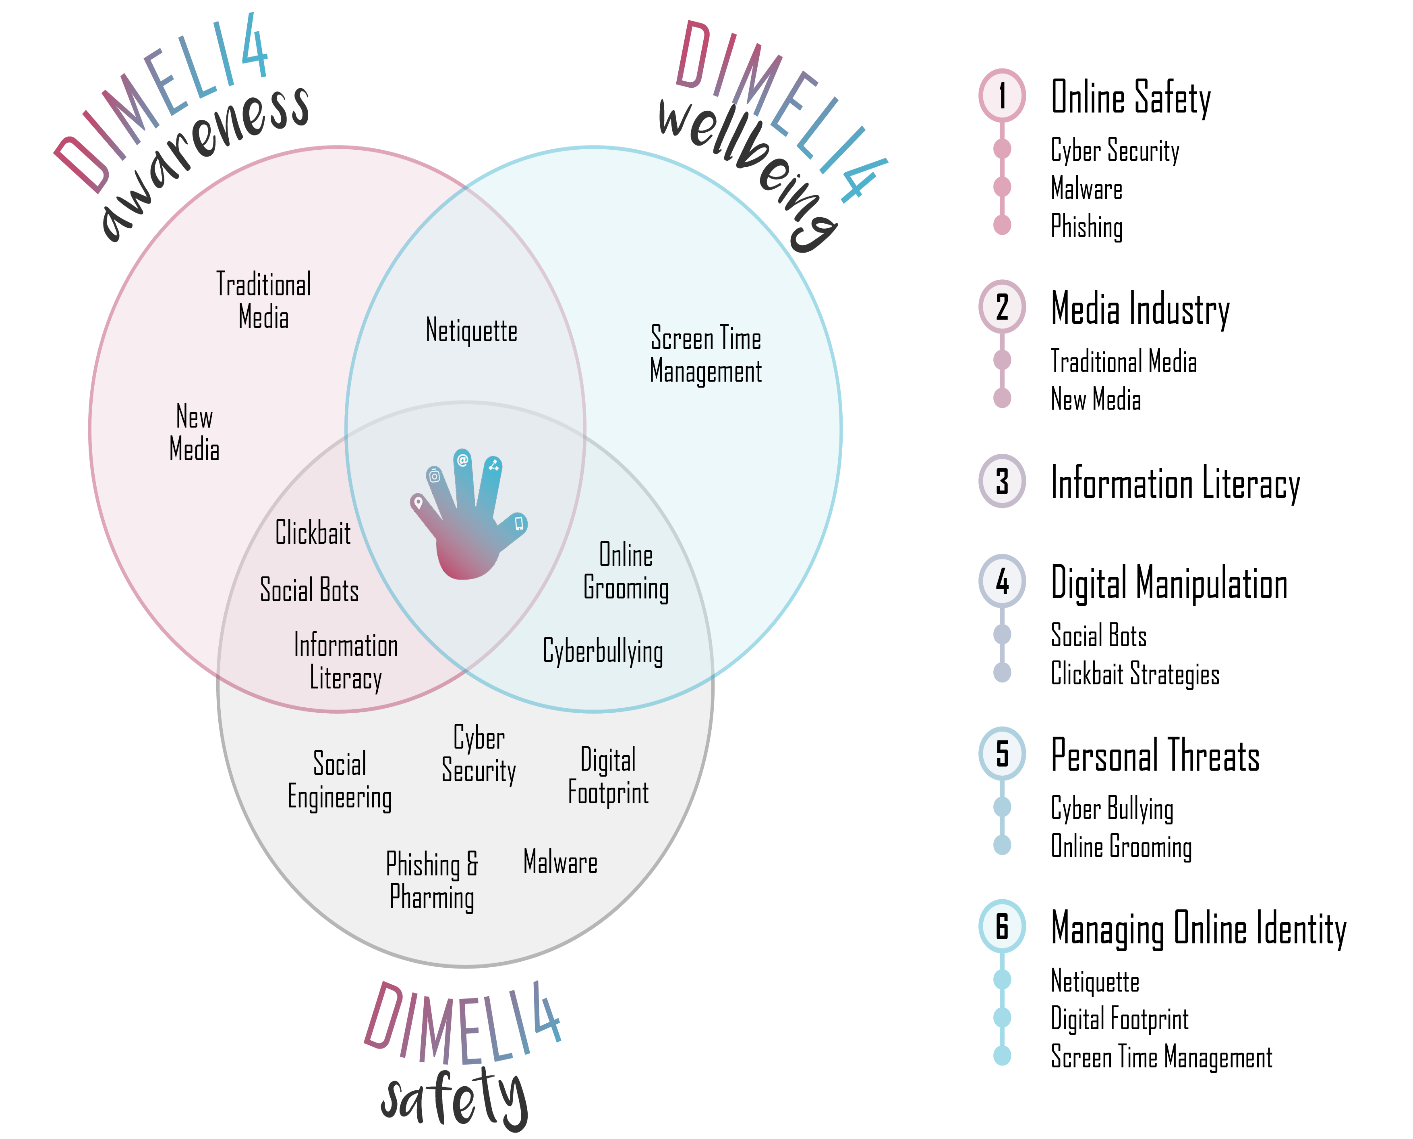 DIMELI4
awareness
DIMELI4
wellbeing
Traditional
Media
Netiquette
Screen Time
Management
New
Media
Clickbait
Social Bots
Information
Literacy
@
Online
Grooming
Cyberbullying
Social
Engineering
Cyber
Security
Digital
Footprint
Phishing &
Pharming
Malware
DIMELI4
safety
1 Online Safety
Cyber Security
Malware
Phishing
2 Media Industry
Traditional Media
New Media
3 Information Literacy
4 Digital Manipulation
Social Bots
Clickbait Strategies
5 Personal Threats
Cyber Bullying
Online Grooming
6 Managing Online Identity
Netiquette
Digital Footprint
Screen Time Management